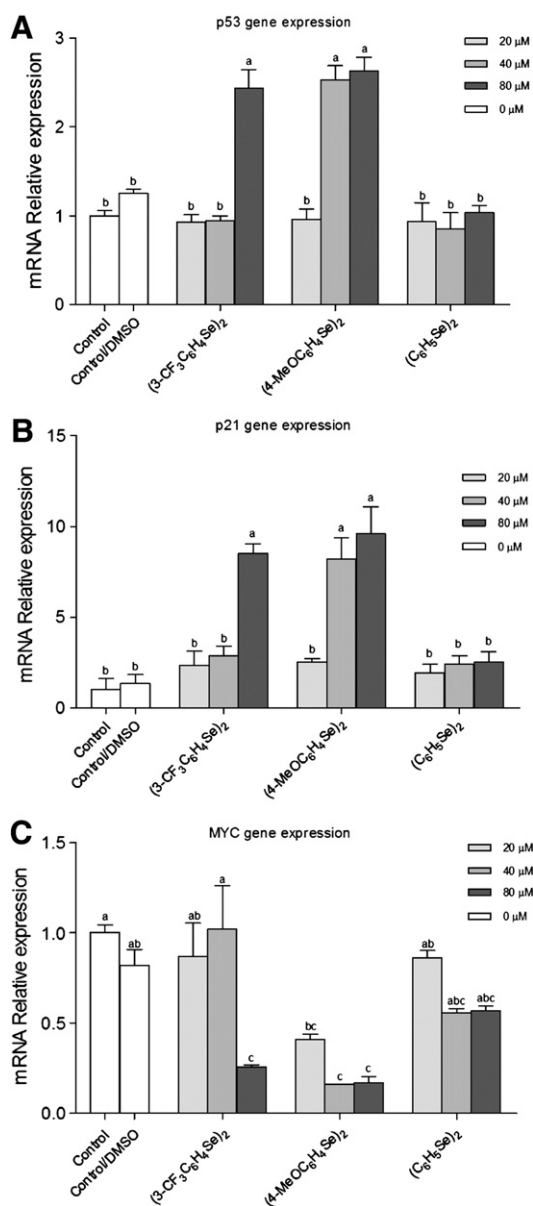 A
p53 gene expression
mRNA Relative expression
3
2
1
0
20 μM
40 μM
80 μM
0 μM
b
b
b
b
a
b
a
a
b
b
b
Control
Control/DMSO
(3-CF₃C₆H₄Se)₂
(4-MeOC₆H₄Se)₂
(C₆H₅Se)₂
B
p21 gene expression
mRNA Relative expression
15
10
5
0
20 μM
40 μM
80 μM
0 μM
b
b
b
b
a
b
a
a
b
b
b
Control
Control/DMSO
(3-CF₃C₆H₄Se)₂
(4-MeOC₆H₄Se)₂
(C₆H₅Se)₂
C
MYC gene expression
mRNA Relative expression
1.5
1.0
0.5
0.0
20 μM
40 μM
80 μM
0 μM
a
ab
ab
a
c
bc
c
c
ab
abc
abc
Control
Control/DMSO
(3-CF₃C₆H₄Se)₂
(4-MeOC₆H₄Se)₂
(C₆H₅Se)₂